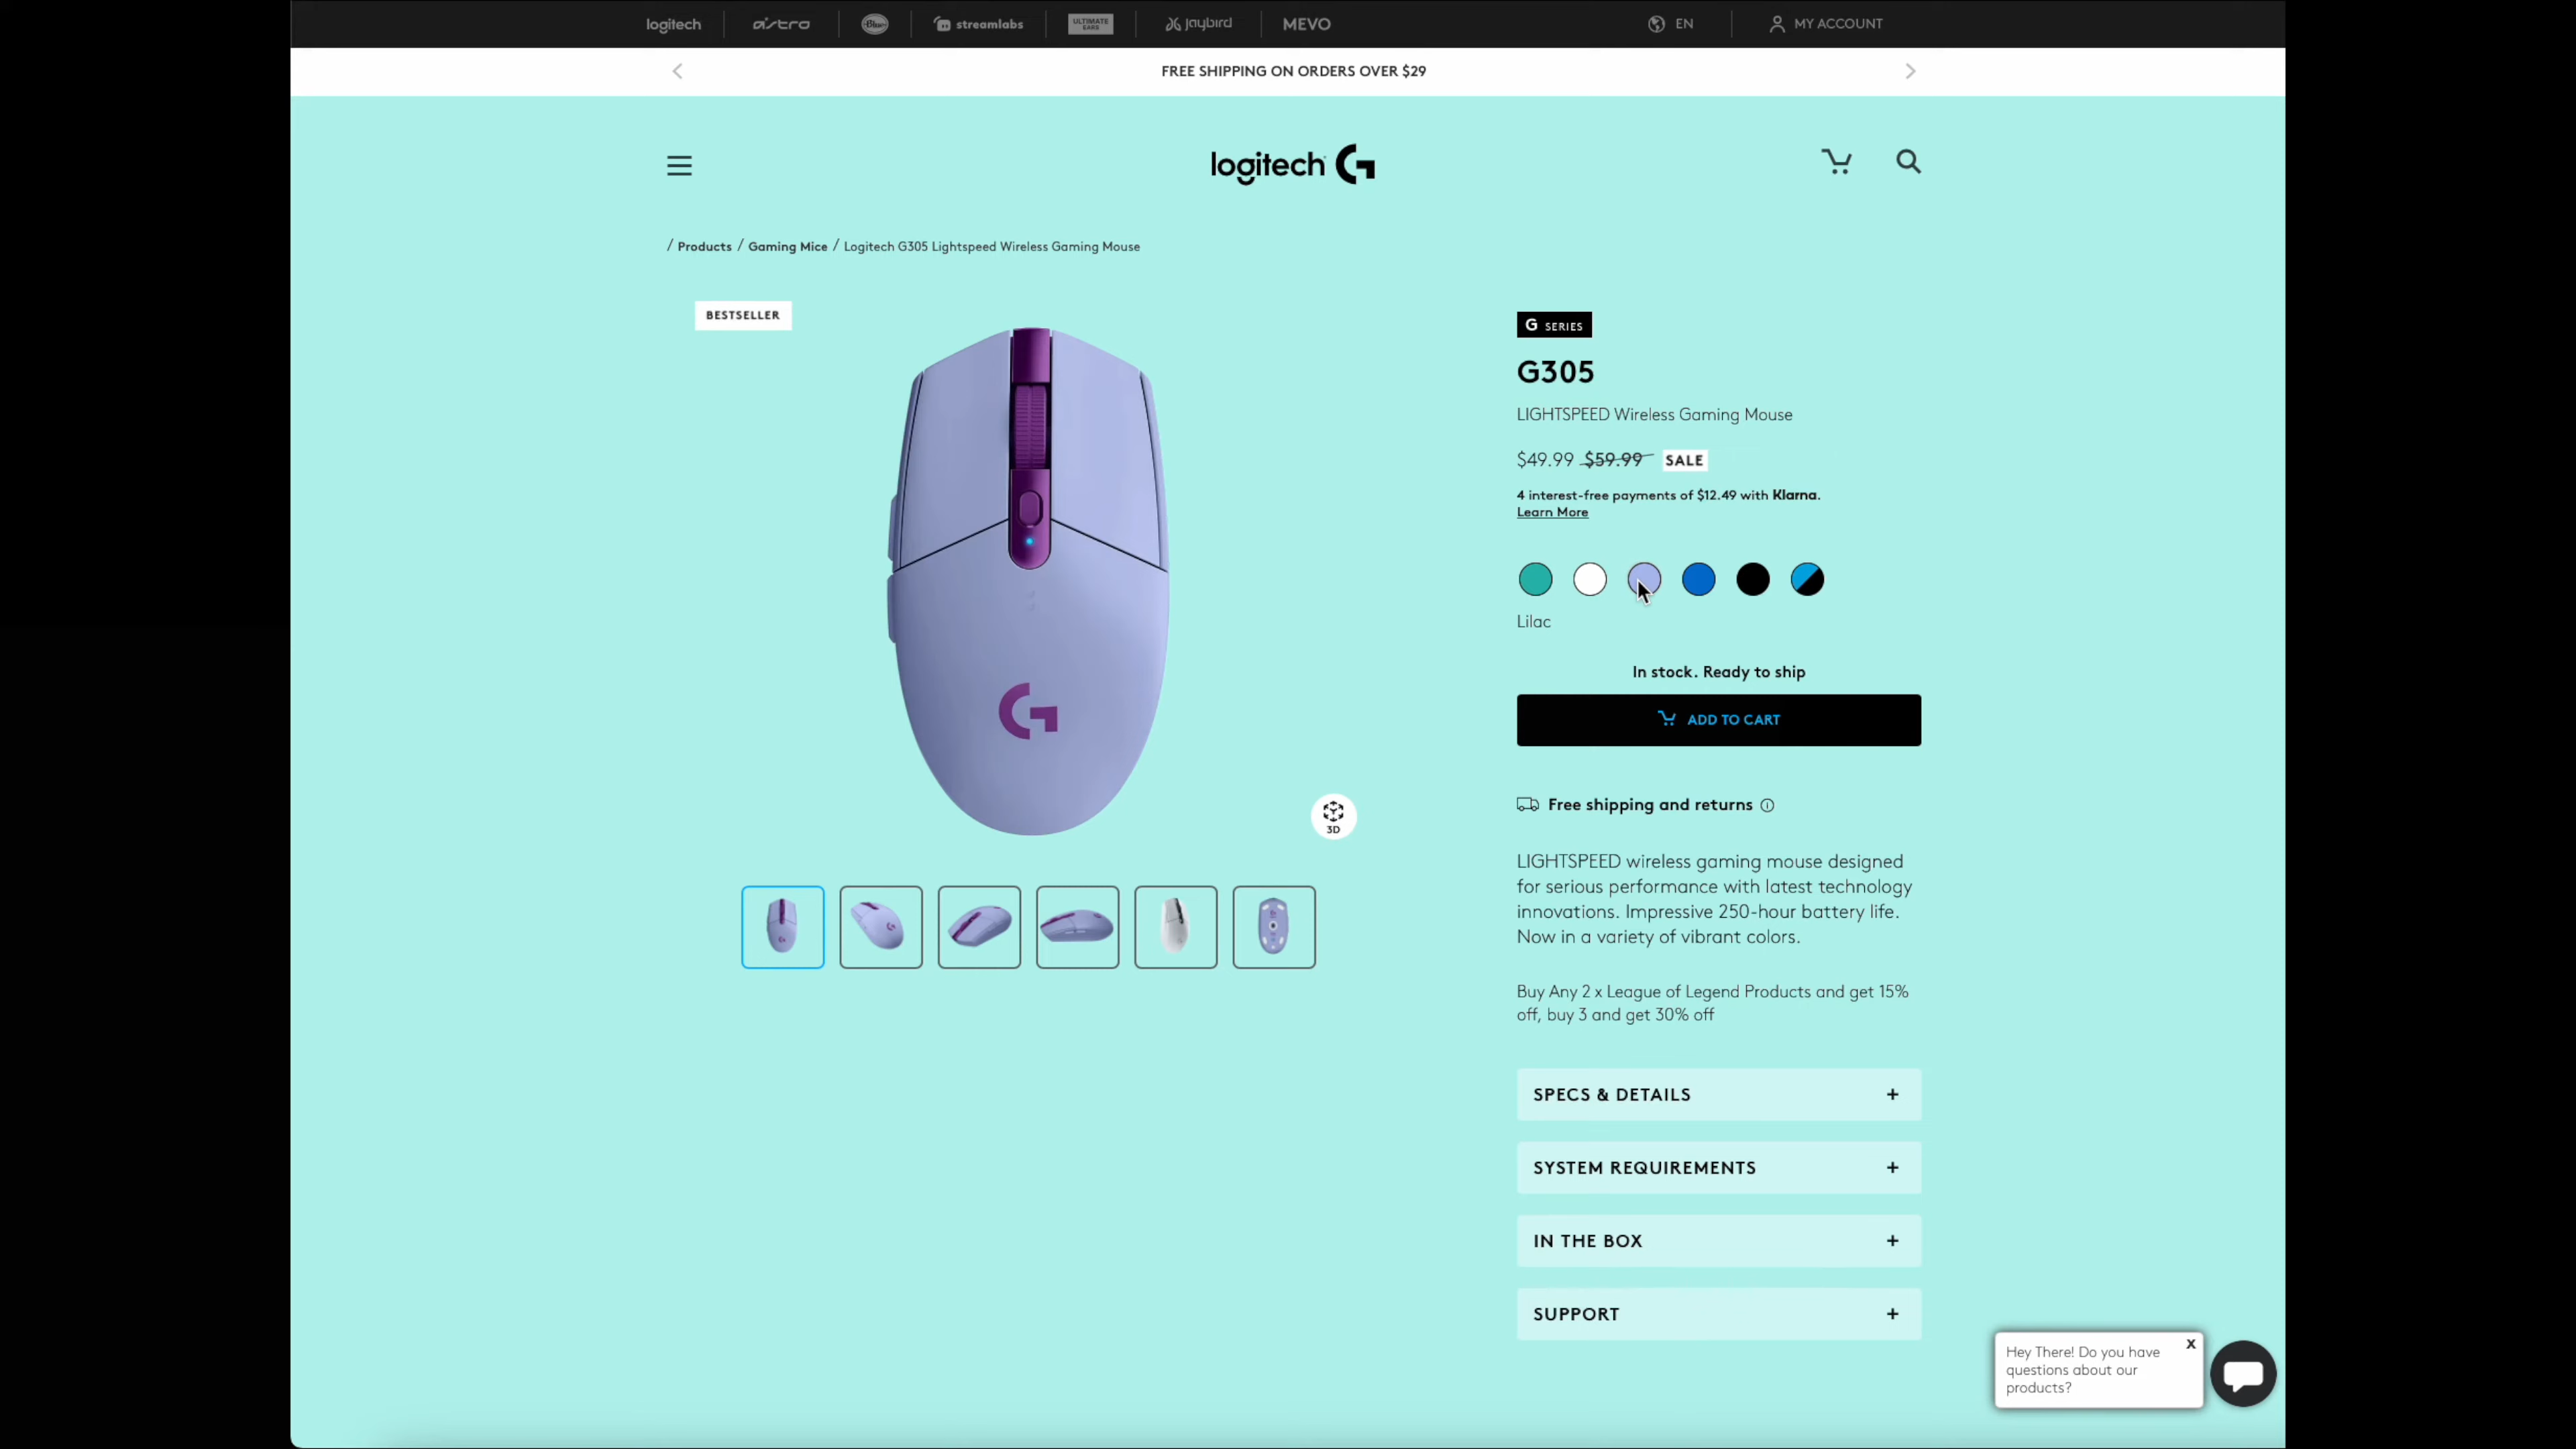 logitech ASTRO Blue streamlabs ULTIMATE EARS Jaybird MEVO EN MY ACCOUNT
FREE SHIPPING ON ORDERS OVER $29
logitech G
/ Products / Gaming Mice / Logitech G305 Lightspeed Wireless Gaming Mouse
BESTSELLER
G SERIES
G305
LIGHTSPEED Wireless Gaming Mouse
$49.99 $59.99 SALE
4 interest-free payments of $12.49 with Klarna.
Learn More
Lilac
In stock. Ready to ship
ADD TO CART
G
3D
Free shipping and returns
LIGHTSPEED wireless gaming mouse designed
for serious performance with latest technology
innovations. Impressive 250-hour battery life.
Now in a variety of vibrant colors.
Buy Any 2 x League of Legend Products and get 15%
off, buy 3 and get 30% off
SPECS & DETAILS +
SYSTEM REQUIREMENTS +
IN THE BOX +
SUPPORT +
Hey There! Do you have X
questions about our
products?